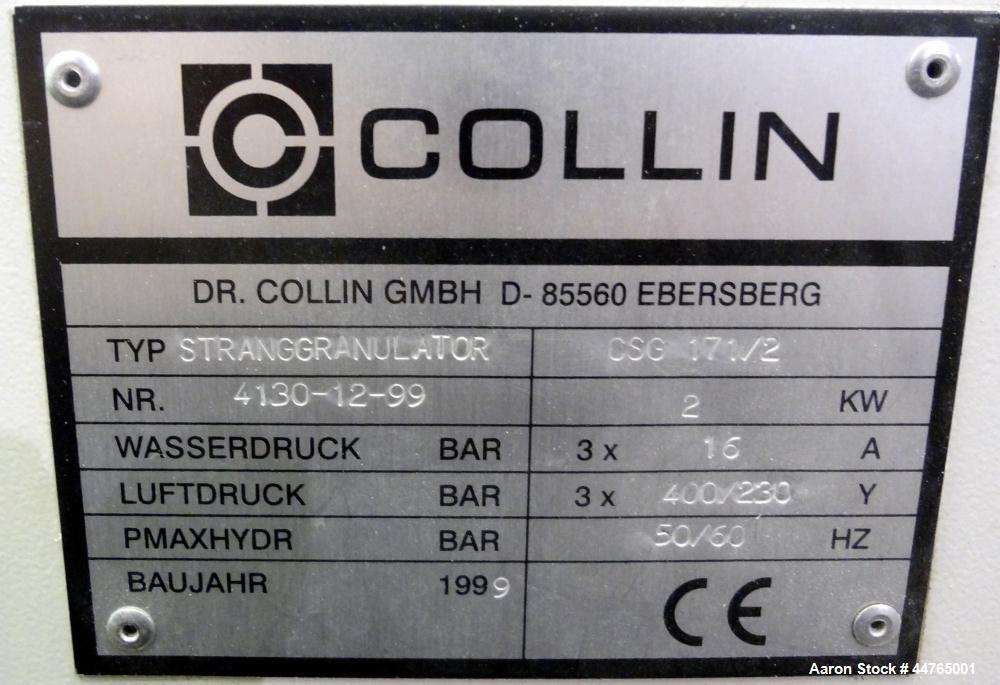 COLLIN
DR. COLLIN GMBH D- 85560 EBERSBERG
TYP STRANGGRANULATOR CSG 171/2
NR. 4130-12-99 2 KW
WASSERDRUCK BAR 3 x 16 A
LUFTDRUCK BAR 3 x 400/230 Y
PMAXHYDR BAR 50/60 HZ
BAUJAHR 1999 CE
Aaron Stock # 44765001